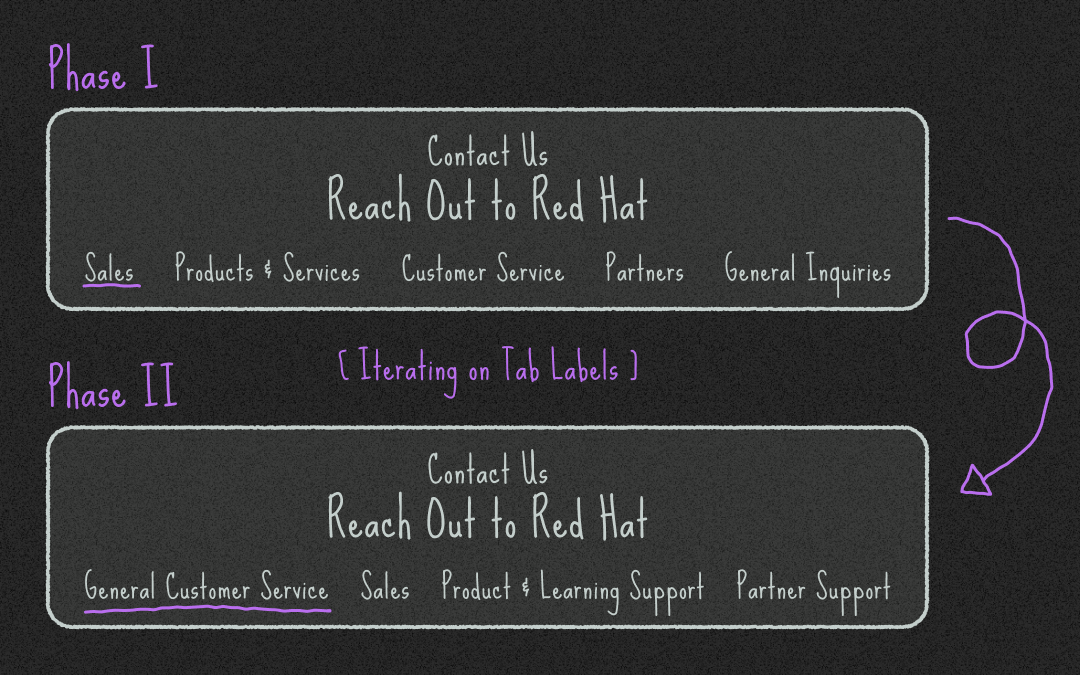 Phase I
Contact Us
Reach Out to Red Hat
Sales Products & Services Customer Service Partners General Inquiries
[ Iterating on Tab Labels ]
Phase II
Contact Us
Reach Out to Red Hat
General Customer Service Sales Product & Learning Support Partner Support